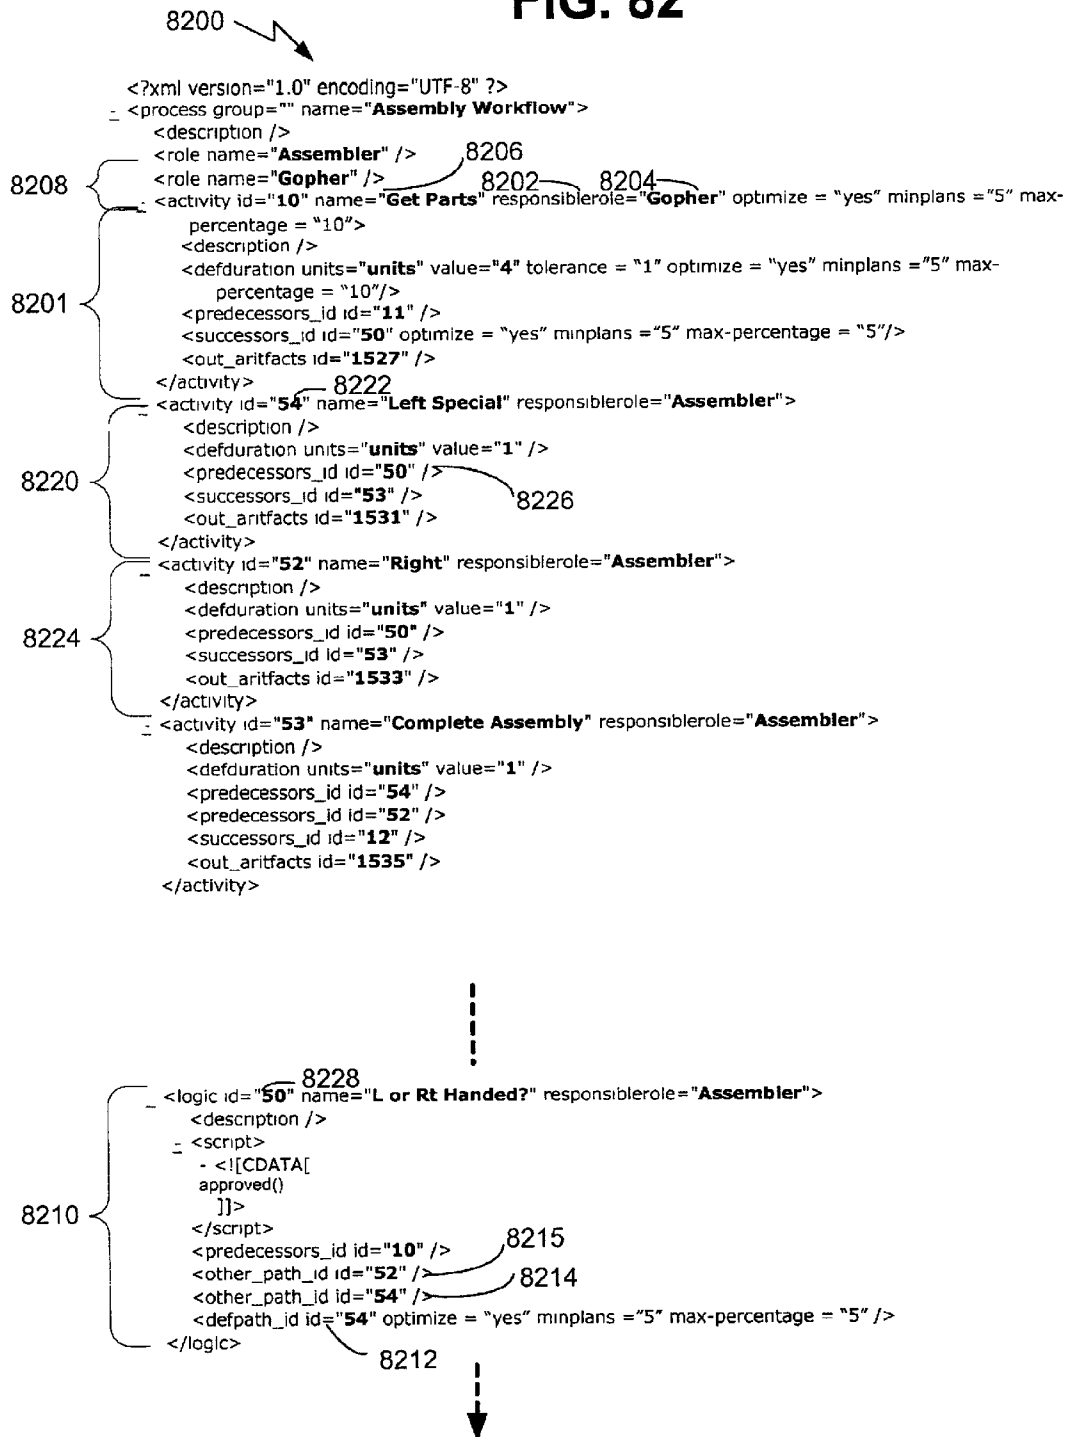 FIG. 82
8200
<?xml version="1.0" encoding="UTF-8" ?>
- <process group="" name="Assembly Workflow">
<description />
<role name="Assembler" />
8206
8208
<role name="Gopher" />
8202
8204
- <activity id="10" name="Get Parts" responsiblerole="Gopher" optimize = "yes" minplans ="5" max-
percentage = "10">
<description />
<defduration units="units" value="4" tolerance = "1" optimize = "yes" minplans ="5" max-
percentage = "10"/>
8201
<predecessors_id id="11" />
<successors_id id="50" optimize = "yes" minplans ="5" max-percentage = "5"/>
<out_aritfacts id="1527" />
</activity>
8222
- <activity id="54" name="Left Special" responsiblerole="Assembler">
<description />
<defduration units="units" value="1" />
8220
<predecessors_id id="50" />
<successors_id id="53" />
8226
<out_aritfacts id="1531" />
</activity>
- <activity id="52" name="Right" responsiblerole="Assembler">
<description />
<defduration units="units" value="1" />
8224
<predecessors_id id="50" />
<successors_id id="53" />
<out_aritfacts id="1533" />
</activity>
- <activity id="53" name="Complete Assembly" responsiblerole="Assembler">
<description />
<defduration units="units" value="1" />
<predecessors_id id="54" />
<predecessors_id id="52" />
<successors_id id="12" />
<out_aritfacts id="1535" />
</activity>
8228
- <logic id="50" name="L or Rt Handed?" responsiblerole="Assembler">
<description />
- <script>
- <![CDATA[
approved()
]]>
8210
</script>
<predecessors_id id="10" />
8215
<other_path_id id="52" />
8214
<other_path_id id="54" />
<defpath_id id="54" optimize = "yes" minplans ="5" max-percentage = "5" />
</logic>
8212